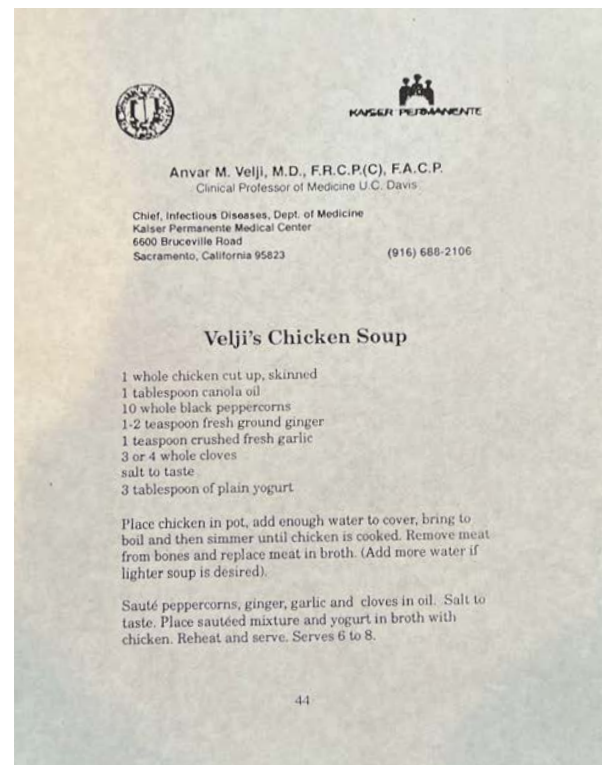 KAISER PERMANENTE
Anvar M. Velji, M.D., F.R.C.P.(C), F.A.C.P.
Clinical Professor of Medicine U.C. Davis
Chief, Infectious Diseases, Dept. of Medicine
Kaiser Permanente Medical Center
6600 Bruceville Road
Sacramento, California 95823 (916) 688-2106
Velji's Chicken Soup
1 whole chicken cut up, skinned
1 tablespoon canola oil
10 whole black peppercorns
1-2 teaspoon fresh ground ginger
1 teaspoon crushed fresh garlic
3 or 4 whole cloves
salt to taste
3 tablespoon of plain yogurt
Place chicken in pot, add enough water to cover, bring to
boil and then simmer until chicken is cooked. Remove meat
from bones and replace meat in broth. (Add more water if
lighter soup is desired).
Sauté peppercorns, ginger, garlic and cloves in oil. Salt to
taste. Place sautéed mixture and yogurt in broth with
chicken. Reheat and serve. Serves 6 to 8.
44